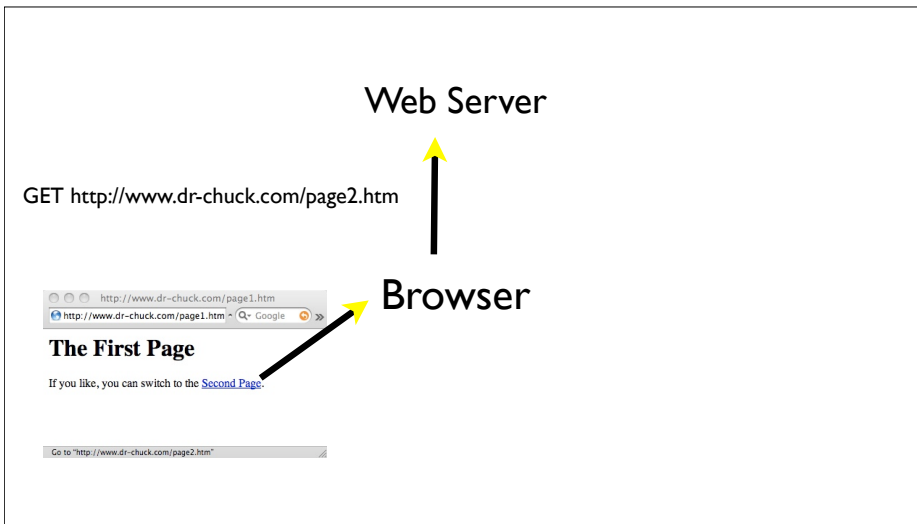 Web Server
GET http://www.dr-chuck.com/page2.htm
Browser
http://www.dr-chuck.com/page1.htm
http://www.dr-chuck.com/page1.htm Google »
The First Page
If you like, you can switch to the Second Page.
Go to "http://www.dr-chuck.com/page2.htm"